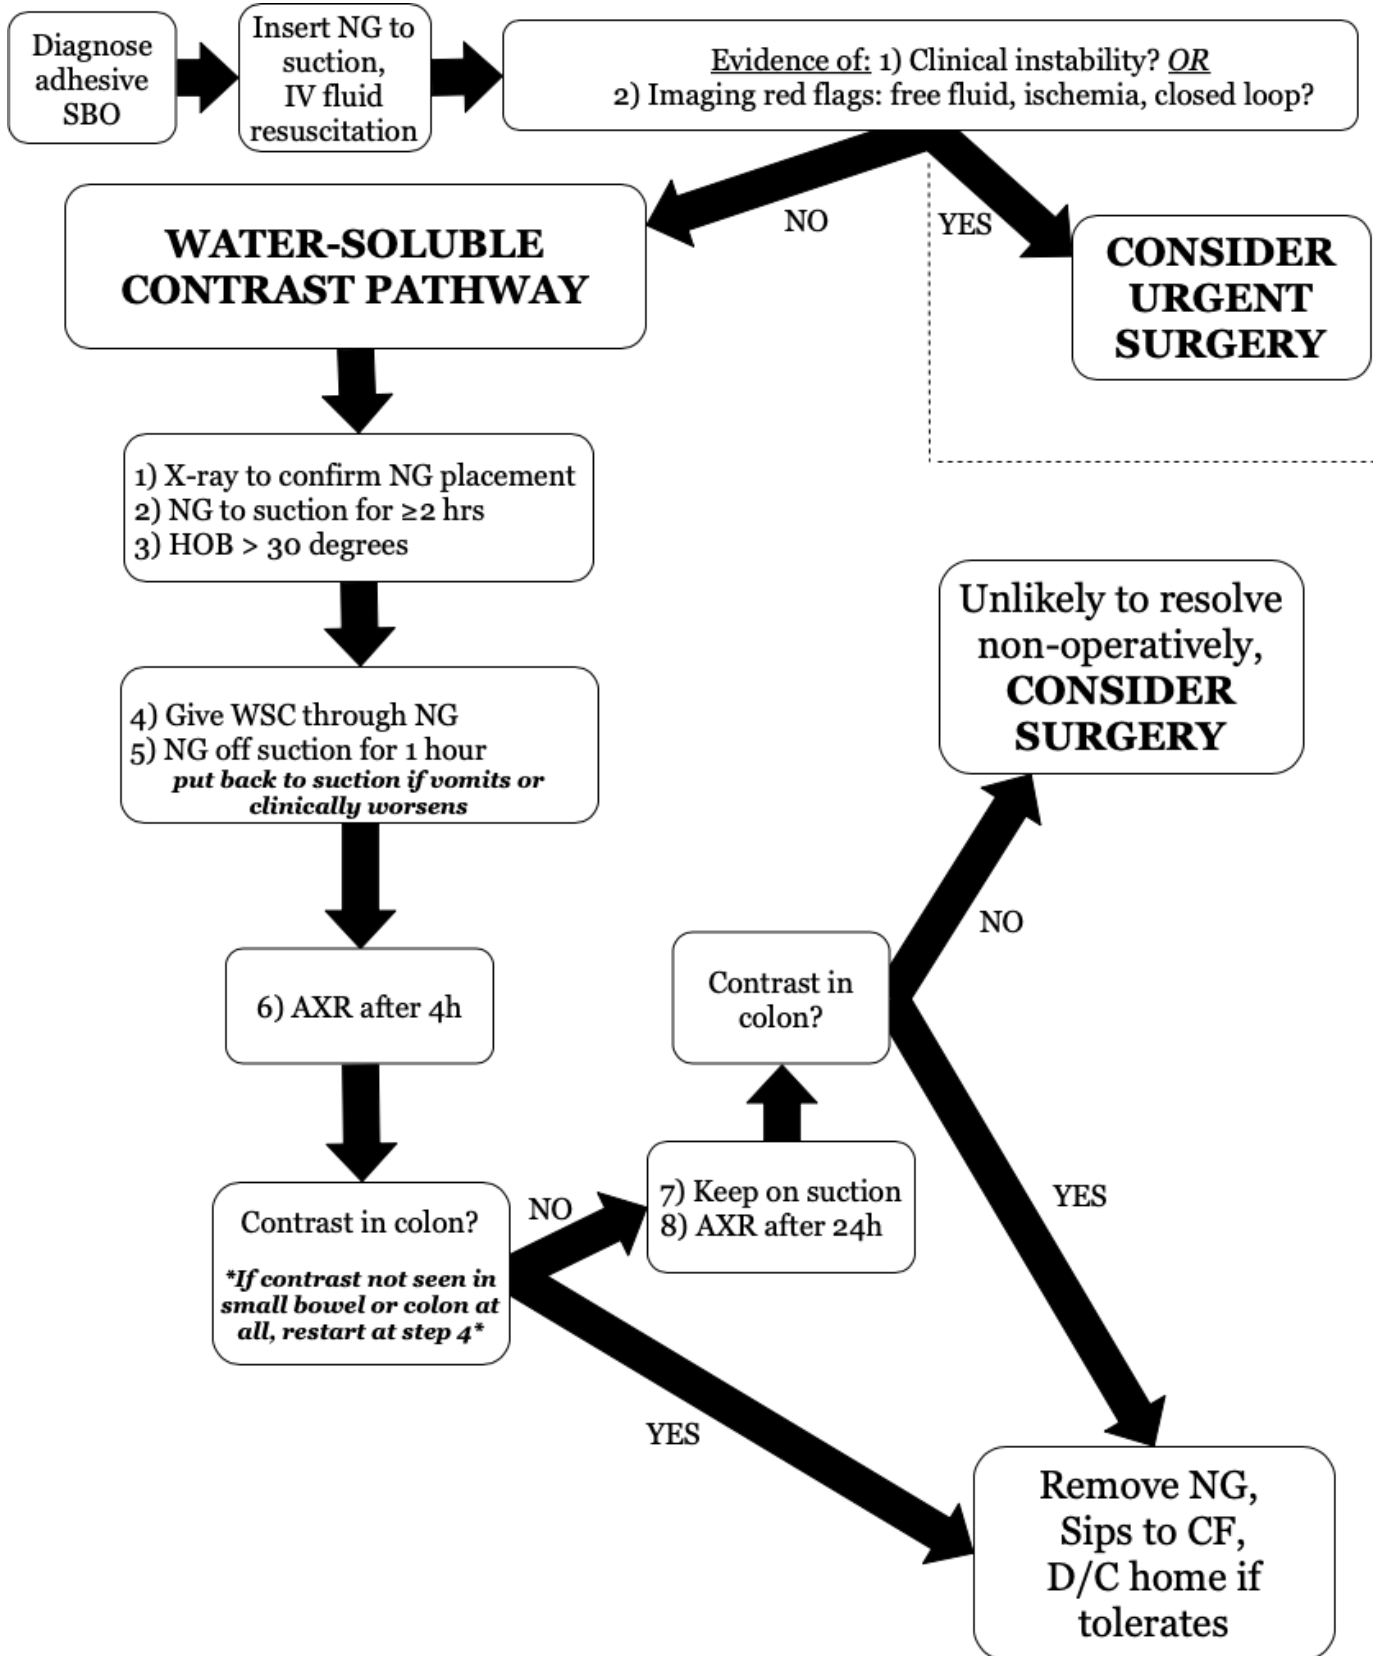 Diagnose
adhesive
SBO
Insert NG to
suction,
IV fluid
resuscitation
Evidence of: 1) Clinical instability? OR
2) Imaging red flags: free fluid, ischemia, closed loop?
NO
YES
WATER-SOLUBLE
CONTRAST PATHWAY
CONSIDER
URGENT
SURGERY
1) X-ray to confirm NG placement
2) NG to suction for ≥2 hrs
3) HOB > 30 degrees
4) Give WSC through NG
5) NG off suction for 1 hour
put back to suction if vomits or
clinically worsens
6) AXR after 4h
Contrast in colon?
*If contrast not seen in
small bowel or colon at
all, restart at step 4*
NO
YES
7) Keep on suction
8) AXR after 24h
Contrast in
colon?
NO
YES
Unlikely to resolve
non-operatively,
CONSIDER
SURGERY
Remove NG,
Sips to CF,
D/C home if
tolerates